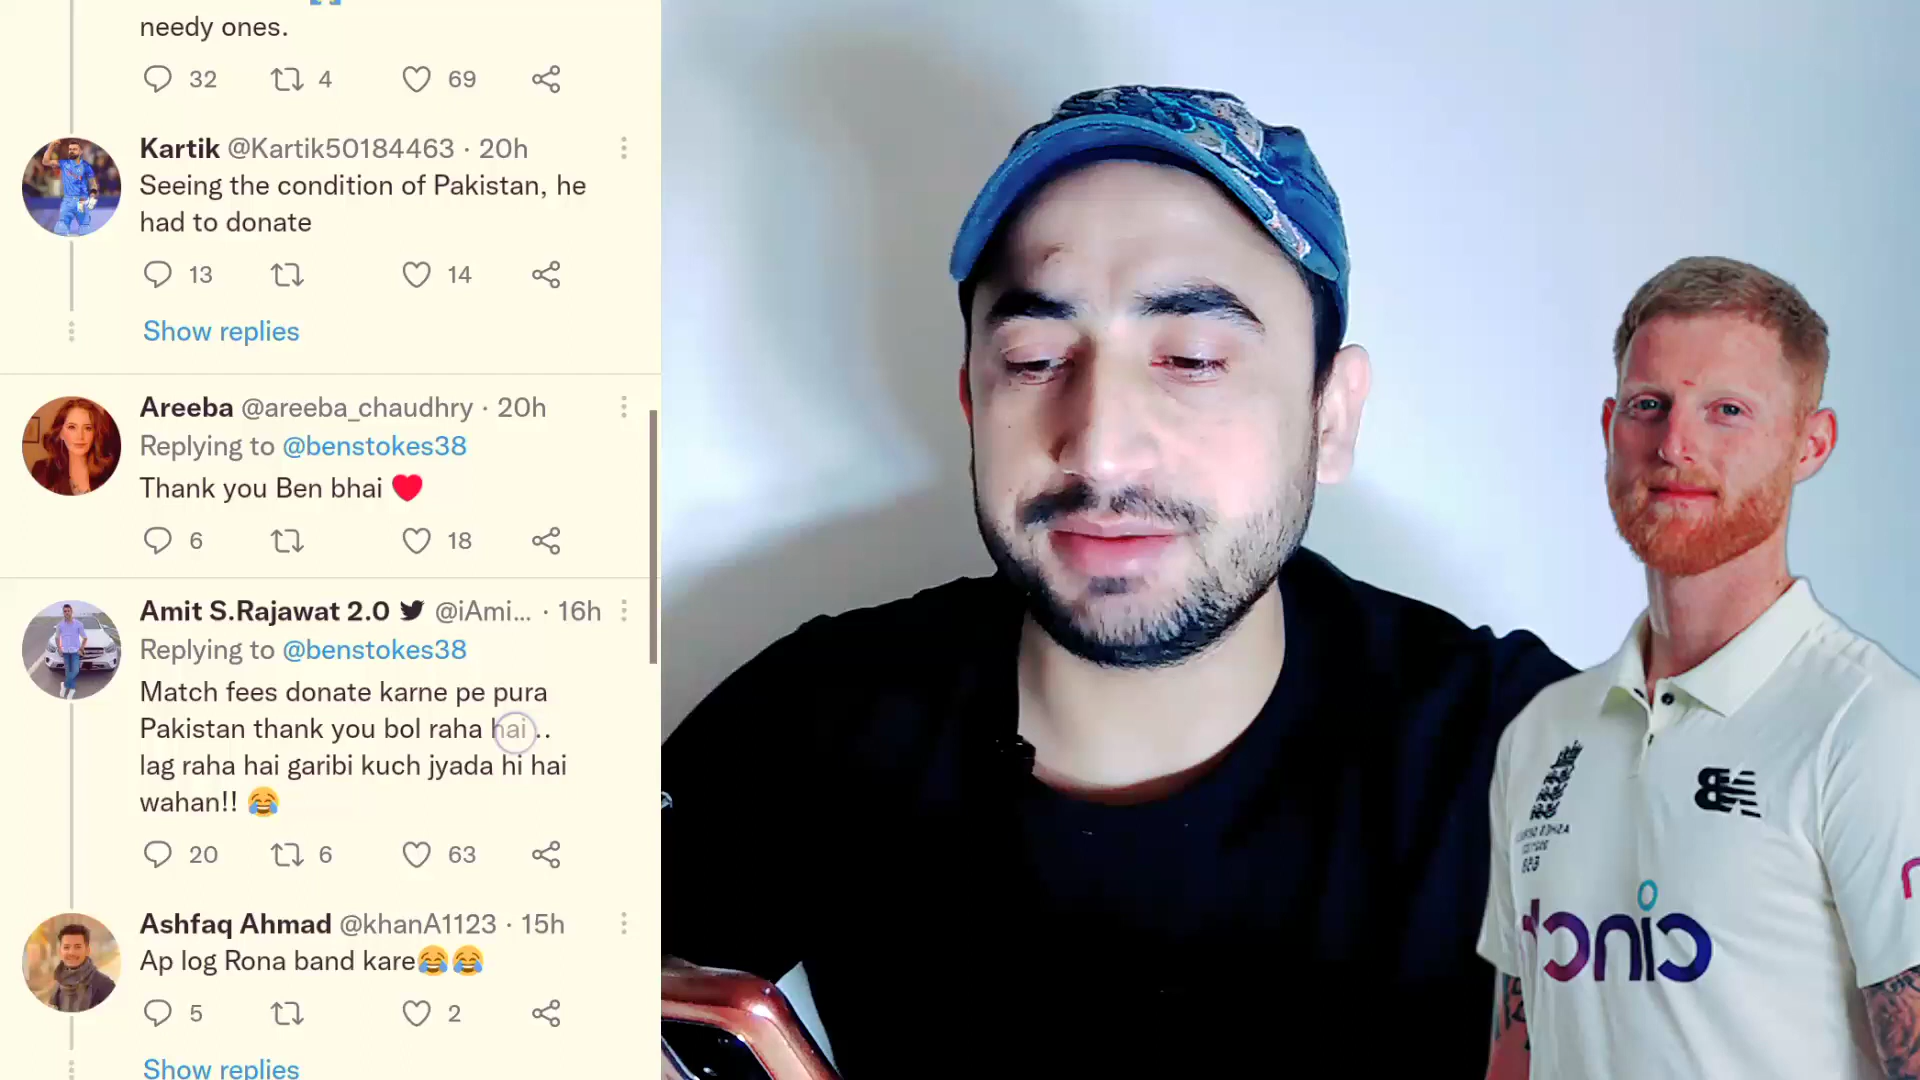 needy ones.
32 4 69
Kartik @Kartik50184463 · 20h
Seeing the condition of Pakistan, he
had to donate
13 14
Show replies
Areeba @areeba_chaudhry · 20h
Replying to @benstokes38
Thank you Ben bhai ❤️
6 18
Amit S.Rajawat 2.0 @iAmi... · 16h
Replying to @benstokes38
Match fees donate karne pe pura
Pakistan thank you bol raha hai..
lag raha hai garibi kuch jyada hi hai
wahan!! 😂
20 6 63
Ashfaq Ahmad @khanA1123 · 15h
Ap log Rona band kare😂😂
5 2
Show replies
cinc